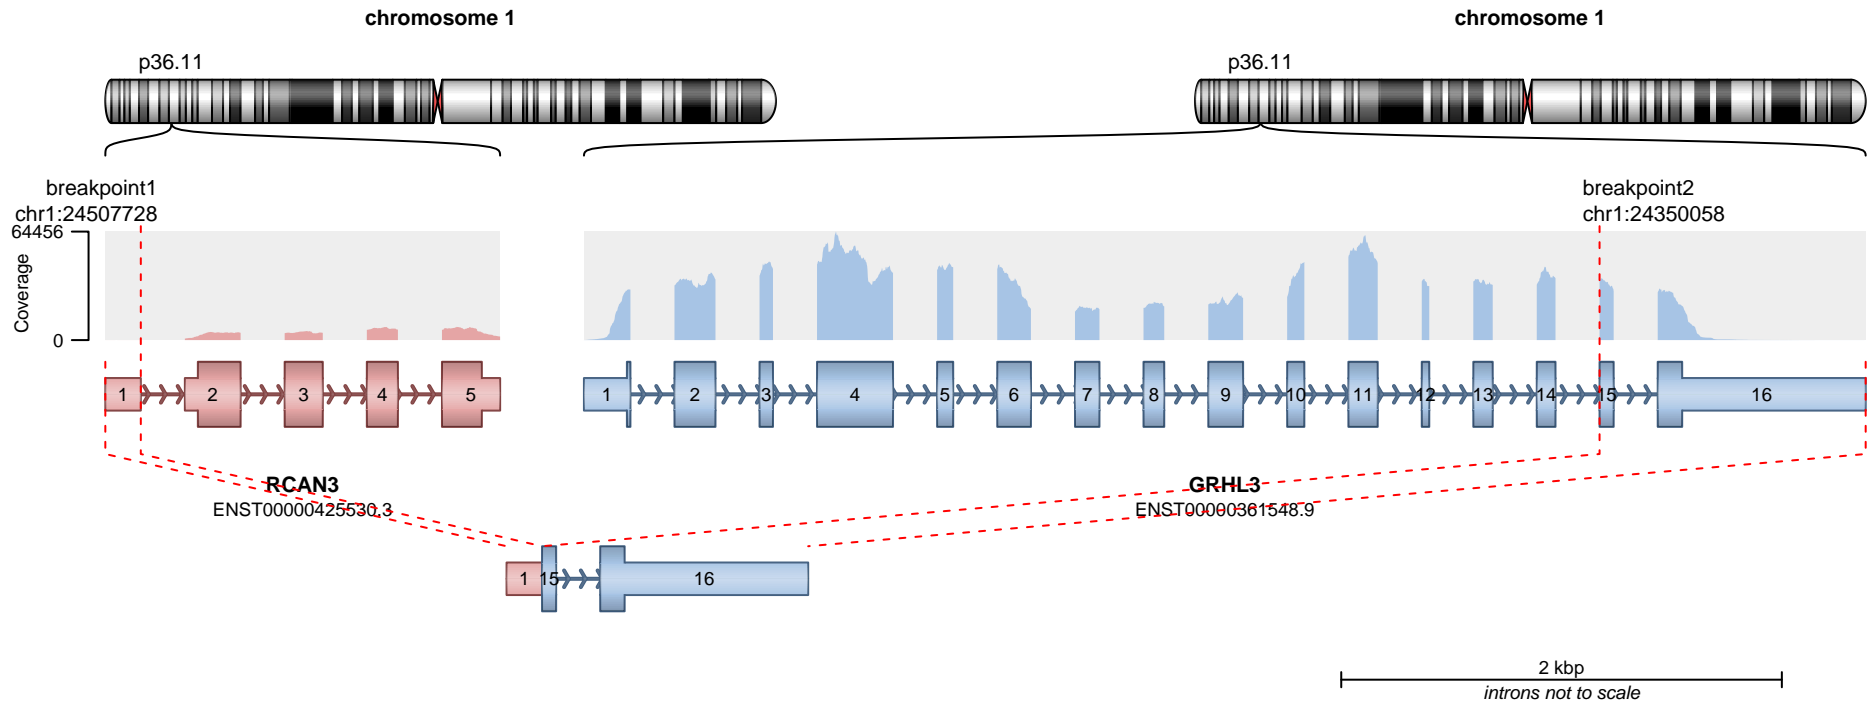 chromosome 1
chromosome 1
p36.11
p36.11
breakpoint1
chr1:24507728
breakpoint2
chr1:24350058
64456
Coverage
0
1 2 3 4 5
1 2 3 4 5 6 7 8 9 10 11 12 13 14 15 16
RCAN3
ENST00000425530.3
GRHL3
ENST00000361548.9
1 15 16
2 kbp
introns not to scale